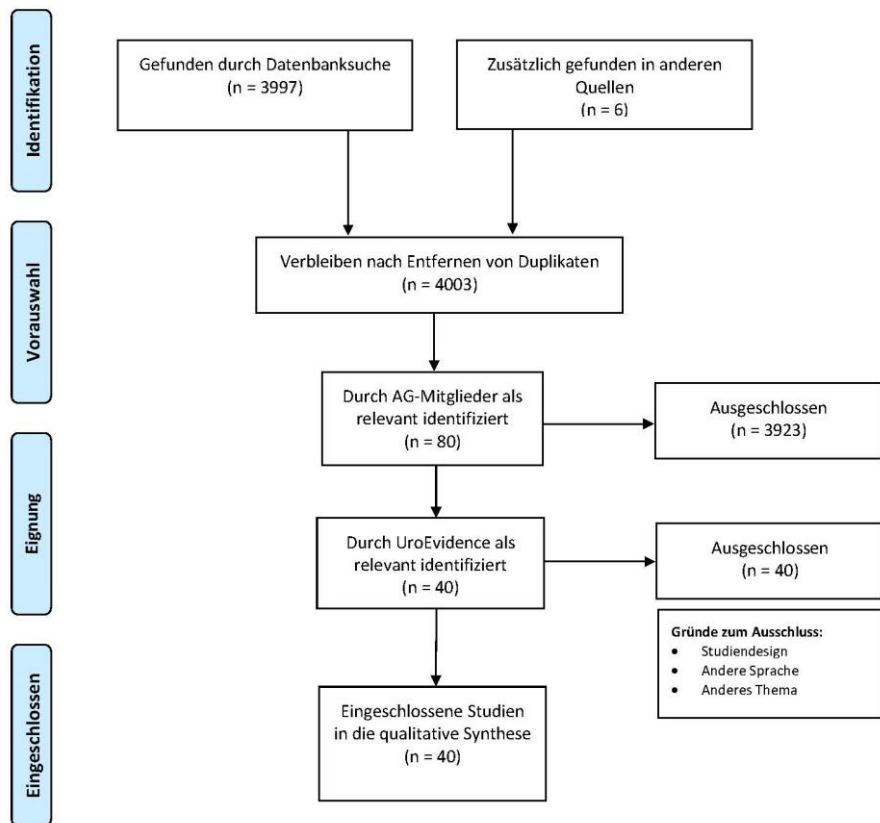 Identifikation
Gefunden durch Datenbanksuche
(n = 3997)
Zusätzlich gefunden in anderen
Quellen
(n = 6)
Vorauswahl
Verbleiben nach Entfernen von Duplikaten
(n = 4003)
Durch AG-Mitglieder als
relevant identifiziert
(n = 80)
Ausgeschlossen
(n = 3923)
Eignung
Durch UroEvidence als
relevant identifiziert
(n = 40)
Ausgeschlossen
(n = 40)
Gründe zum Ausschluss:
• Studiendesign
• Andere Sprache
• Anderes Thema
Eingeschlossen
Eingeschlossene Studien
in die qualitative Synthese
(n = 40)